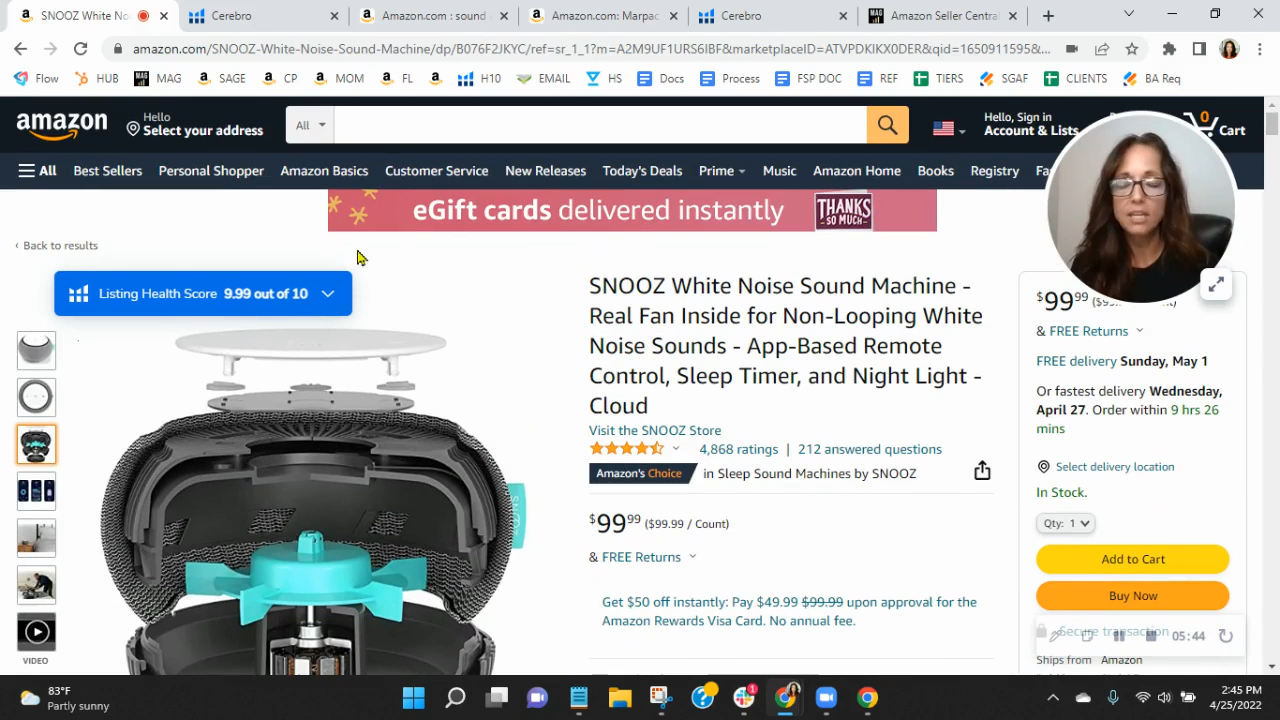 SNOOZ White No
Cerebro
Amazon.com : sound
Amazon.com: Marpac
Cerebro
MAG
Amazon Seller Centra
amazon.com/SNOOZ-White-Noise-Sound-Machine/dp/B076F2JKYC/ref=sr_1_1?m=A2M9UF1URS6IBF&marketplaceID=ATVPDKIKX0DER&qid=1650911595&...
Flow HUB MAG SAGE CP MOM FL H10 EMAIL HS Docs Process FSP DOC REF TIERS SGAF CLIENTS BA Req
amazon
Hello
Select your address
All
Hello, Sign in
Account & Lists
0
Cart
All Best Sellers Personal Shopper Amazon Basics Customer Service New Releases Today's Deals Prime Music Amazon Home Books Registry Fa
eGift cards delivered instantly
THANKS
SO MUCH
‹ Back to results
Listing Health Score 9.99 out of 10
VIDEO
SNOOZ White Noise Sound Machine -
Real Fan Inside for Non-Looping White
Noise Sounds - App-Based Remote
Control, Sleep Timer, and Night Light -
Cloud
Visit the SNOOZ Store
4,868 ratings | 212 answered questions
Amazon's Choice in Sleep Sound Machines by SNOOZ
$99⁹⁹ ($99.99 / Count)
& FREE Returns
Get $50 off instantly: Pay $49.99 $99.99 upon approval for the
Amazon Rewards Visa Card. No annual fee.
$99⁹⁹
& FREE Returns
FREE delivery Sunday, May 1
Or fastest delivery Wednesday,
April 27. Order within 9 hrs 26
mins
Select delivery location
In Stock.
Qty: 1
Add to Cart
Buy Now
Secure transaction
05:44
Ships from Amazon
83°F
Partly sunny
1
2:45 PM
4/25/2022